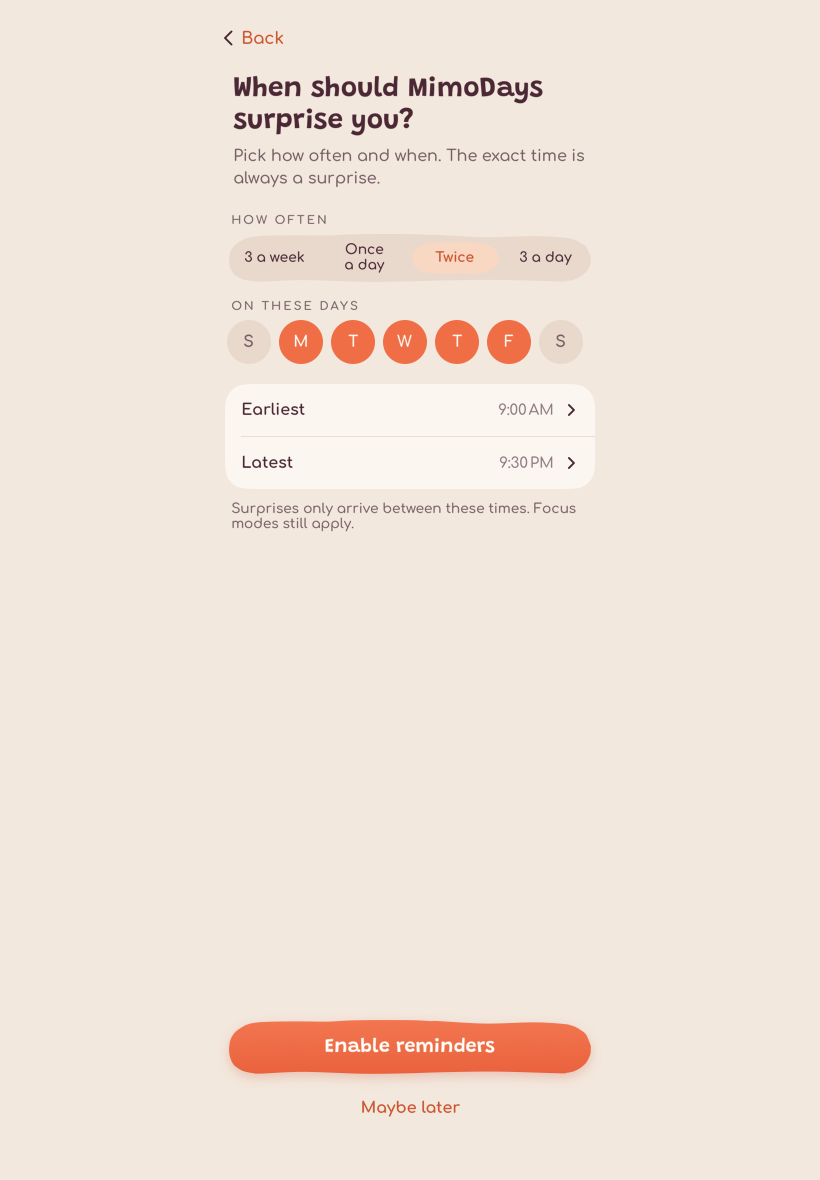 Back
When should MimoDays
surprise you?
Pick how often and when. The exact time is
always a surprise.
HOW OFTEN
3 a week
Once
a day
Twice
3 a day
ON THESE DAYS
S M T W T F S
Earliest 9:00 AM
Latest 9:30 PM
Surprises only arrive between these times. Focus
modes still apply.
Enable reminders
Maybe later